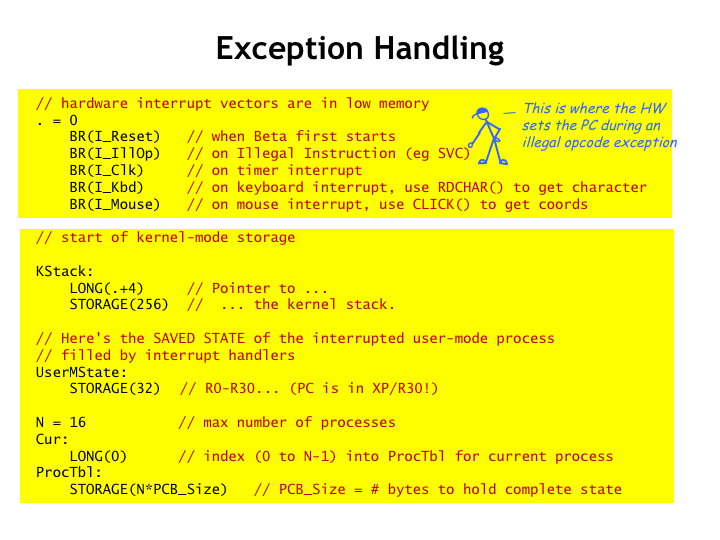 Exception Handling
// hardware interrupt vectors are in low memory
. = 0
BR(I_Reset) // when Beta first starts
BR(I_IllOp) // on Illegal Instruction (eg SVC)
BR(I_Clk) // on timer interrupt
BR(I_Kbd) // on keyboard interrupt, use RDCHAR() to get character
BR(I_Mouse) // on mouse interrupt, use CLICK() to get coords
This is where the HW
sets the PC during an
illegal opcode exception
// start of kernel-mode storage
KStack:
LONG(.+4) // Pointer to ...
STORAGE(256) // ... the kernel stack.
// Here's the SAVED STATE of the interrupted user-mode process
// filled by interrupt handlers
UserMState:
STORAGE(32) // R0-R30... (PC is in XP/R30!)
N = 16 // max number of processes
Cur:
LONG(0) // index (0 to N-1) into ProcTbl for current process
ProcTbl:
STORAGE(N*PCB_Size) // PCB_Size = # bytes to hold complete state